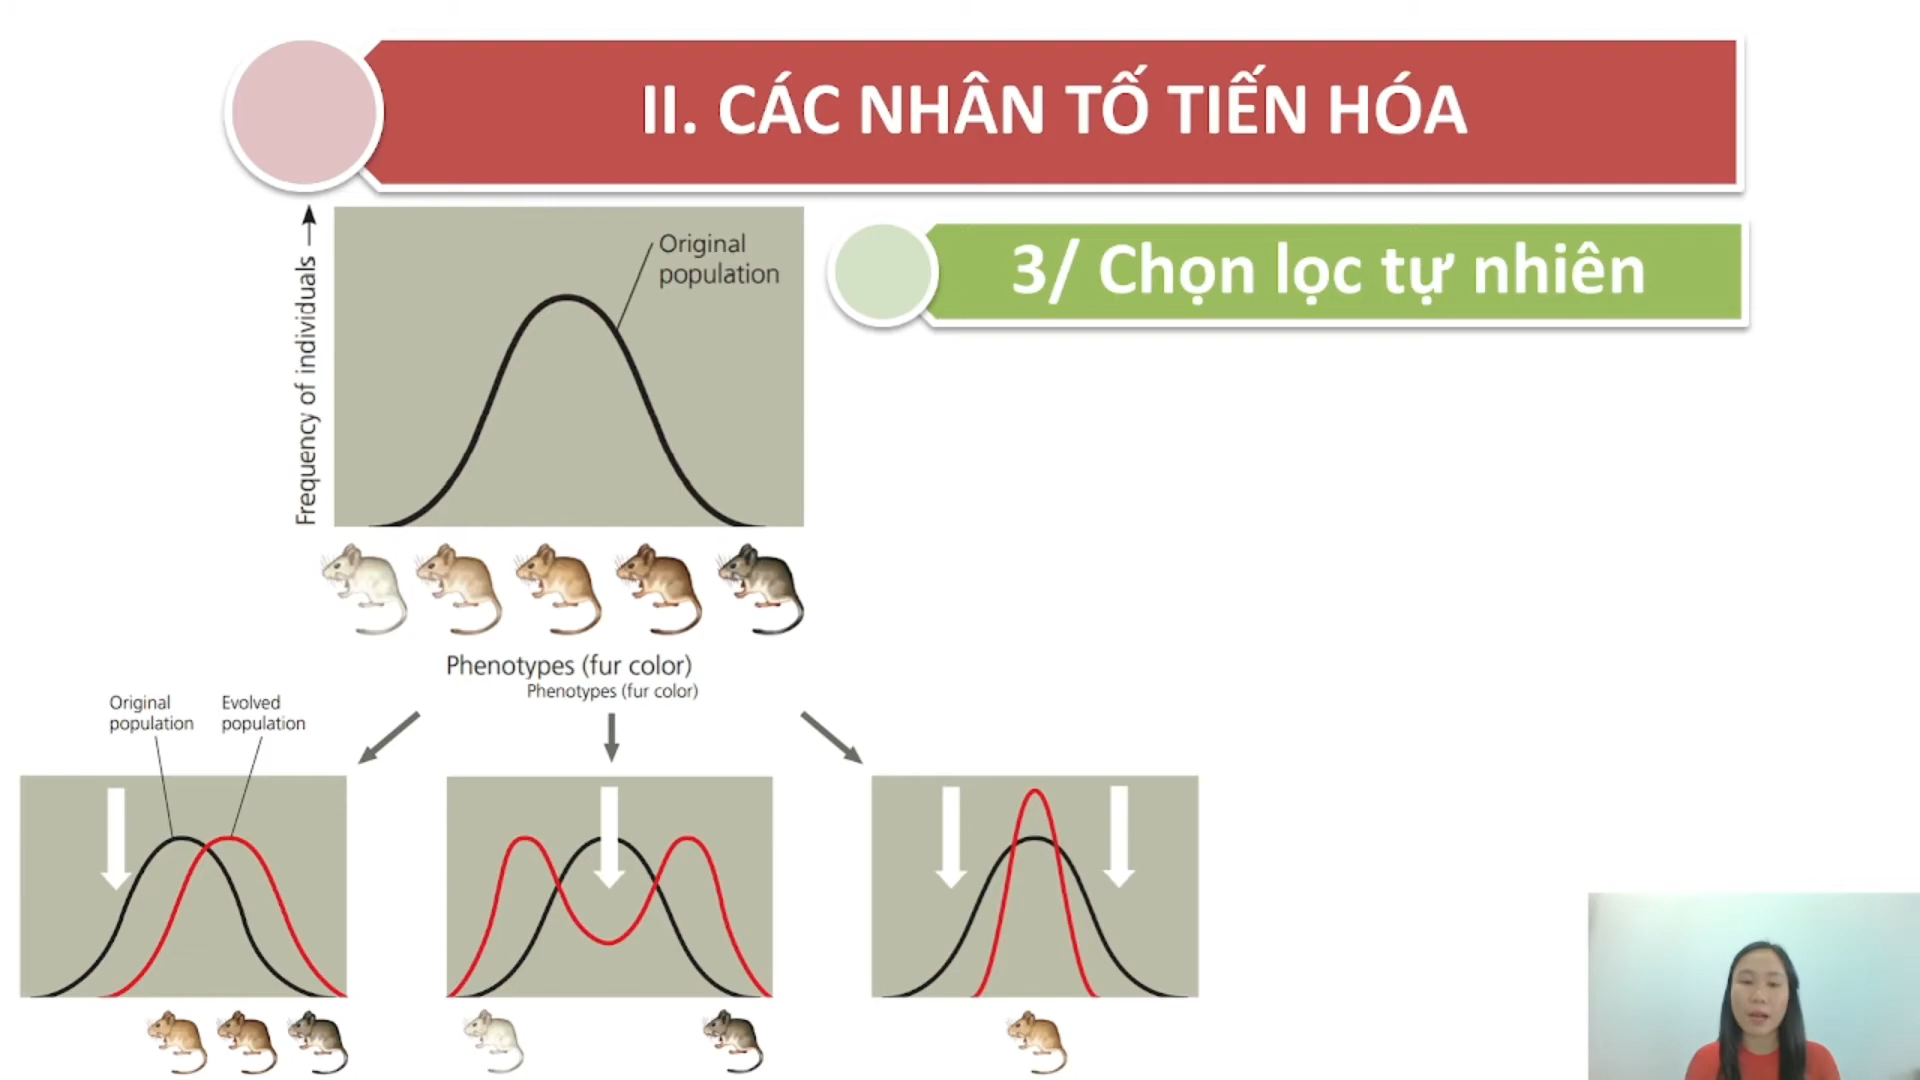 II. CÁC NHÂN TỐ TIẾN HÓA
3/ Chọn lọc tự nhiên
Frequency of individuals
Original
population
Phenotypes (fur color)
Phenotypes (fur color)
Original
population
Evolved
population